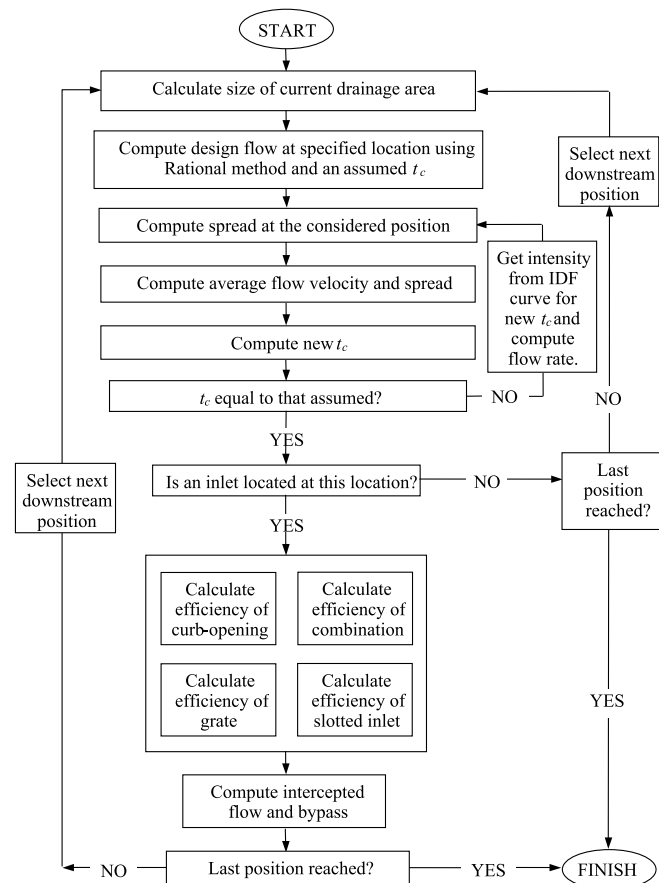 START
Calculate size of current drainage area
Compute design flow at specified location using
Rational method and an assumed t c
Select next
downstream
position
Compute spread at the considered position
Get intensity
from IDF
curve for
new t c and
compute
flow rate.
Compute average flow velocity and spread
Compute new t c
t c equal to that assumed?
NO
NO
YES
Is an inlet located at this location?
NO
Last
position
reached?
Select next
downstream
position
YES
Calculate
efficiency of
curb-opening
Calculate
efficiency of
combination
Calculate
efficiency of
grate
Calculate
efficiency of
slotted inlet
YES
Compute intercepted
flow and bypass
NO
Last position reached?
YES
FINISH